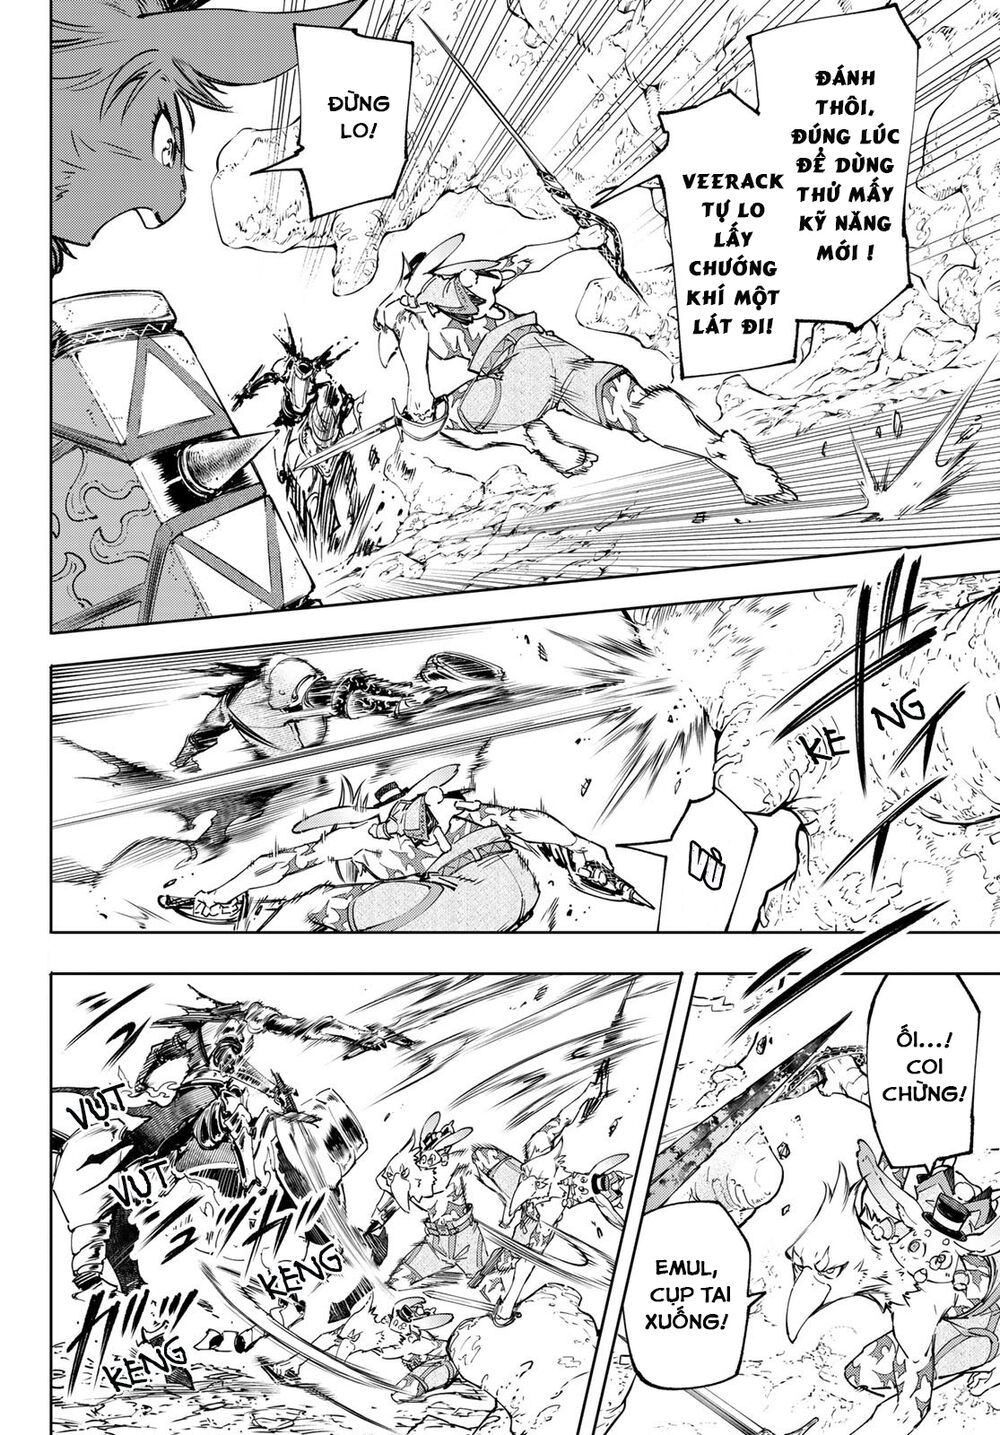 ĐÁNH
THÔI,
ĐÚNG LÚC
ĐỂ DÙNG
THỬ MẤY
KỸ NĂNG
MỚI !
VEERACK
TỰ LO
LẤY
CHƯỚNG
KHÍ MỘT
LÁT ĐI!
ĐỪNG
LO!
KENG
VÙ
ỐI...!
COI
CHỪNG!
EMUL,
CỤP TAI
XUỐNG!
VỤT
VỤT
VỤT
KENG
KENG